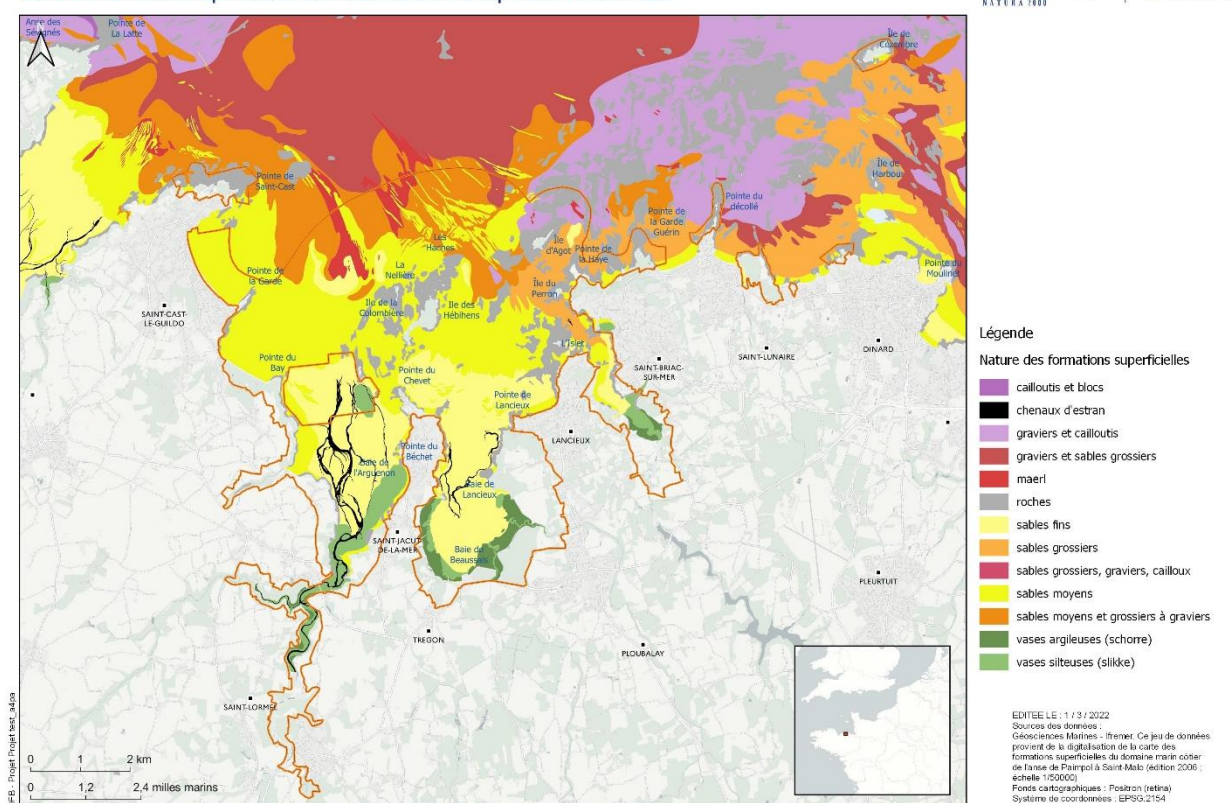 NATURA 2000
Anse des
Sévignés
Pointe de
La Latte
Île de
Cézembre
Pointe de
Saint-Cast
Île de
Harbour
Pointe du
décollé
Pointe de
la Garde
Guérin
Les
Haches
Île
d'Agot
Pointe de
la Haye
Pointe de
la Garde
La
Nellière
Île du
Perron
Pointe du
Moulinet
SAINT-CAST-
LE-GUILDO
Ile de la
Colombière
Ile des
Hébihens
L'Islet
SAINT-LUNAIRE
DINARD
Pointe du
Bay
Pointe du
Chevet
SAINT-BRIAC-
SUR-MER
Pointe de
Lancieux
LANCIEUX
Pointe du
Béchet
Baie de
l'Arguenon
Baie de
Lancieux
SAINT-JACUT
DE-LA-MER
Baie du
Beaussais
PLEURTUIT
TREGON
PLOUBALAY
SAINT-LORMEL
0 1 2 km
0 1,2 2,4 milles marins
IFB - Projet Projet test_a4pa
Légende
Nature des formations superficielles
cailloutis et blocs
chenaux d'estran
graviers et cailloutis
graviers et sables grossiers
maerl
roches
sables fins
sables grossiers
sables grossiers, graviers, cailloux
sables moyens
sables moyens et grossiers à graviers
vases argileuses (schorre)
vases silteuses (slikke)
EDITEE LE : 1 / 3 / 2022
Sources des données :
Géosciences Marines - Ifremer. Ce jeu de données
provient de la digitalisation de la carte des
formations superficielles du domaine marin côtier
de l'anse de Paimpol à Saint-Malo (édition 2006 ;
échelle 1/50000)
Fonds cartographiques : Positron (retina)
Système de coordonnées : EPSG:2154